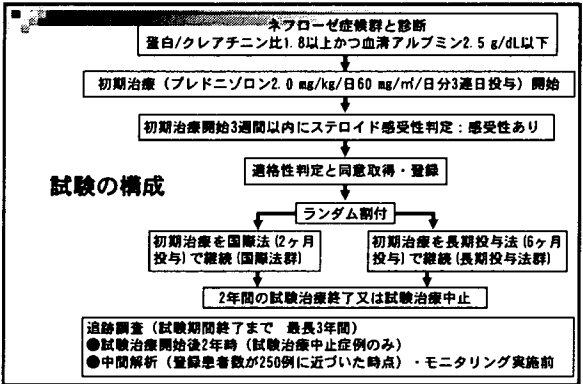 ネフローゼ症候群と診断
蛋白/クレアチニン比1.8以上かつ血清アルブミン2.5 g/dL以下
初期治療（プレドニゾロン2.0 mg/kg/日60 mg/㎡/日分3連日投与）開始
初期治療開始3週間以内にステロイド感受性判定：感受性あり
適格性判定と同意取得・登録
試験の構成
ランダム割付
初期治療を国際法(2ヶ月
投与)で継続(国際法群)
初期治療を長期投与法(6ヶ月
投与)で継続(長期投与法群)
2年間の試験治療終了又は試験治療中止
追跡調査（試験期間終了まで　最長3年間）
●試験治療開始後2年時（試験治療中止症例のみ）
●中間解析（登録患者数が250例に近づいた時点）・モニタリング実施前